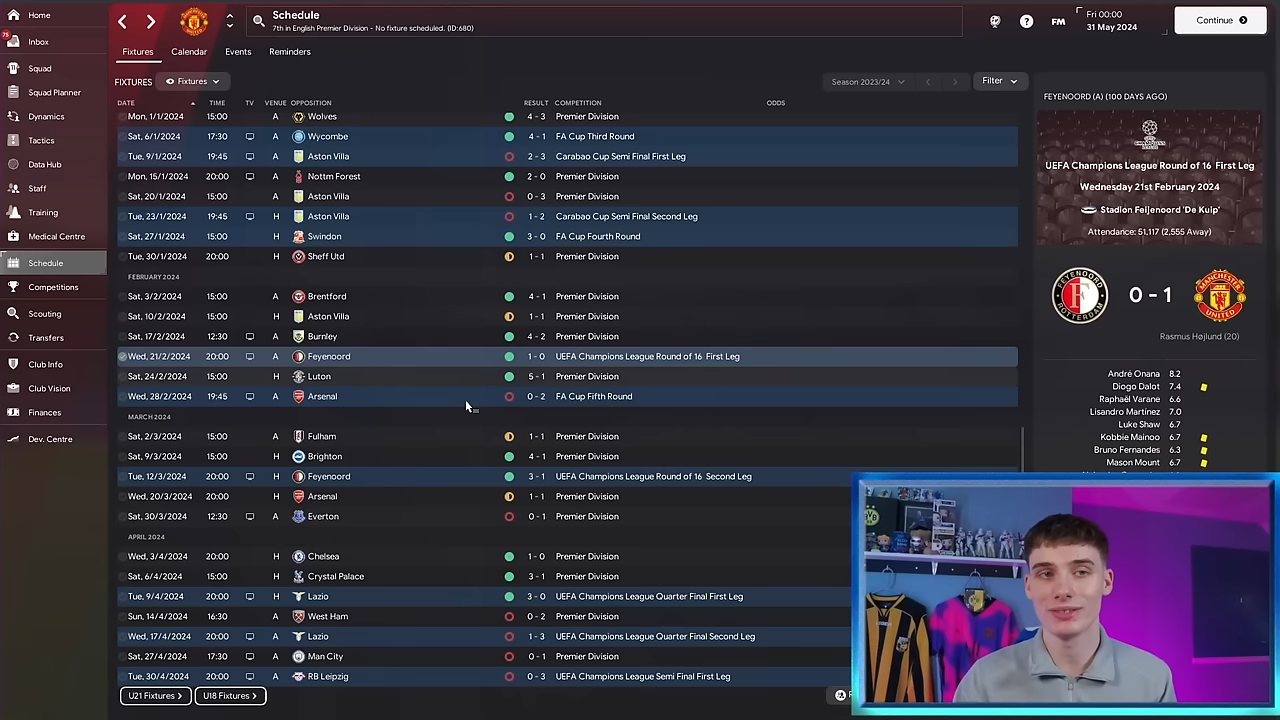 Home
75
Inbox
Squad
Squad Planner
Dynamics
Tactics
Data Hub
Staff
Training
Medical Centre
Schedule
Competitions
Scouting
Transfers
Club Info
Club Vision
Finances
Dev. Centre
Schedule
7th in English Premier Division - No fixture scheduled. (ID:680)
?
FM
Fri 00:00
31 May 2024
Continue
Fixtures Calendar Events Reminders
FIXTURES Fixtures
Season 2023/24
Filter
DATE TIME TV VENUE OPPOSITION RESULT COMPETITION ODDS
Mon, 1/1/2024 15:00 A Wolves 4 - 3 Premier Division
Sat, 6/1/2024 17:30 A Wycombe 4 - 1 FA Cup Third Round
Tue, 9/1/2024 19:45 A Aston Villa 2 - 3 Carabao Cup Semi Final First Leg
Mon, 15/1/2024 20:00 A Nottm Forest 2 - 0 Premier Division
Sat, 20/1/2024 15:00 A Aston Villa 0 - 3 Premier Division
Tue, 23/1/2024 19:45 H Aston Villa 1 - 2 Carabao Cup Semi Final Second Leg
Sat, 27/1/2024 15:00 H Swindon 3 - 0 FA Cup Fourth Round
Tue, 30/1/2024 20:00 H Sheff Utd 1 - 1 Premier Division
FEBRUARY 2024
Sat, 3/2/2024 15:00 A Brentford 4 - 1 Premier Division
Sat, 10/2/2024 15:00 H Aston Villa 1 - 1 Premier Division
Sat, 17/2/2024 12:30 A Burnley 4 - 2 Premier Division
Wed, 21/2/2024 20:00 A Feyenoord 1 - 0 UEFA Champions League Round of 16 First Leg
Sat, 24/2/2024 15:00 H Luton 5 - 1 Premier Division
Wed, 28/2/2024 19:45 A Arsenal 0 - 2 FA Cup Fifth Round
MARCH 2024
Sat, 2/3/2024 15:00 A Fulham 1 - 1 Premier Division
Sat, 9/3/2024 15:00 H Brighton 4 - 1 Premier Division
Tue, 12/3/2024 20:00 H Feyenoord 3 - 1 UEFA Champions League Round of 16 Second Leg
Wed, 20/3/2024 20:00 H Arsenal 1 - 1 Premier Division
Sat, 30/3/2024 12:30 A Everton 0 - 1 Premier Division
APRIL 2024
Wed, 3/4/2024 20:00 H Chelsea 1 - 0 Premier Division
Sat, 6/4/2024 15:00 H Crystal Palace 3 - 1 Premier Division
Tue, 9/4/2024 20:00 H Lazio 3 - 0 UEFA Champions League Quarter Final First Leg
Sun, 14/4/2024 16:30 A West Ham 0 - 2 Premier Division
Wed, 17/4/2024 20:00 A Lazio 1 - 3 UEFA Champions League Quarter Final Second Leg
Sat, 27/4/2024 17:30 A Man City 0 - 1 Premier Division
Tue, 30/4/2024 20:00 A RB Leipzig 0 - 3 UEFA Champions League Semi Final First Leg
U21 Fixtures
U18 Fixtures
FEYENOORD (A) (100 DAYS AGO)
UEFA Champions League Round of 16 First Leg
Wednesday 21st February 2024
Stadion Feijenoord 'De Kuip'
Attendance: 51,117 (2,555 Away)
0 - 1
Rasmus Højlund (20)
André Onana 8.2
Diogo Dalot 7.4
Raphaël Varane 6.6
Lisandro Martínez 7.0
Luke Shaw 6.7
Kobbie Mainoo 6.7
Bruno Fernandes 6.3
Mason Mount 6.7